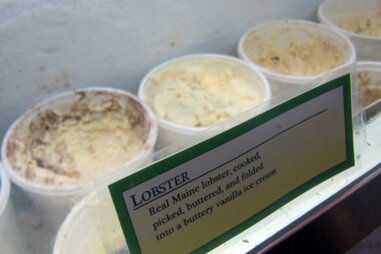 LOBSTER
Real Maine lobster, cooked,
picked, buttered, and folded
into a buttery vanilla ice cream